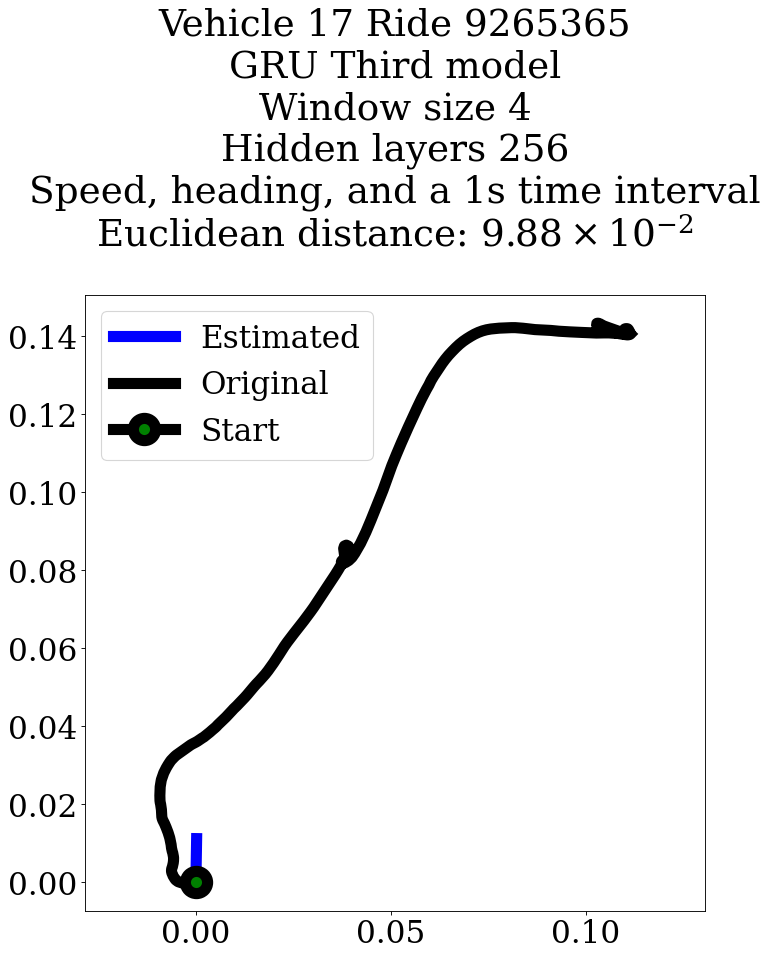 Vehicle 17 Ride 9265365
GRU Third model
Window size 4
Hidden layers 256
Speed, heading, and a 1s time interval
Euclidean distance: 9.88 × 10⁻²
Estimated
Original
Start
0.14
0.12
0.10
0.08
0.06
0.04
0.02
0.00
0.00 0.05 0.10